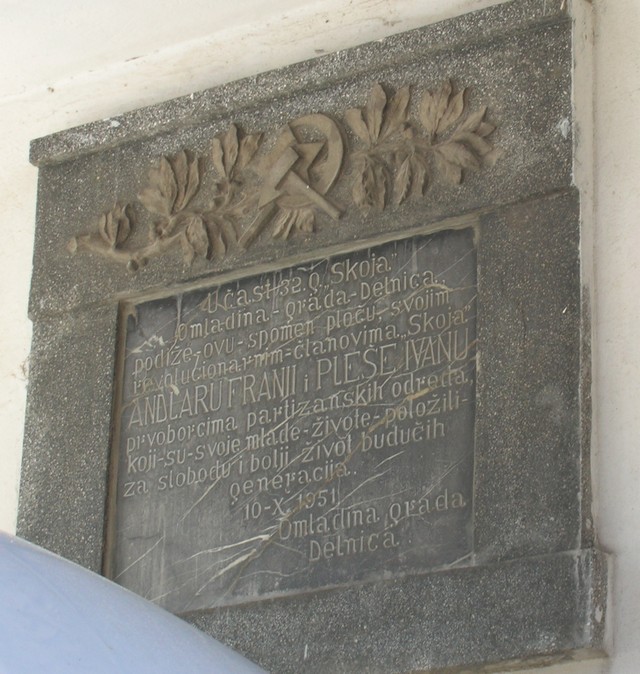 U čast 32. g. "Skoja"
Omladina-grada-Delnica
podiže-ovu-spomen ploču, svojim
revolucionarnim-članovima "Skoja"
ANDLARU FRANJI i PLEŠE IVANU
prvoborcima partizanskih odreda
koji-su-svoje mlade-živote-položili-
za slobodu i bolji život budućih
generacija.
10-X-1951
Omladina grada
Delnica